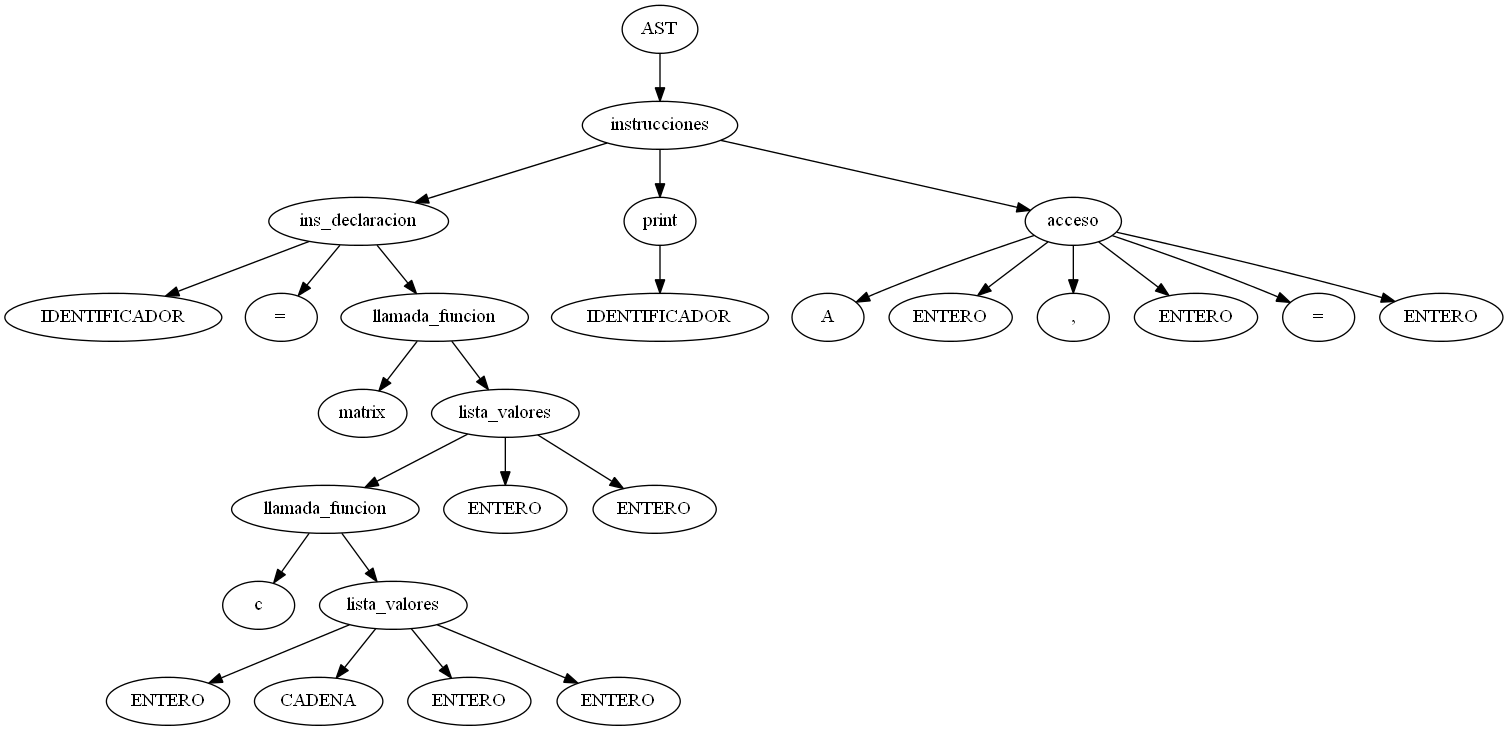 AST
instrucciones
ins_declaracion print acceso
IDENTIFICADOR = llamada_funcion IDENTIFICADOR A ENTERO , ENTERO = ENTERO
matrix lista_valores
llamada_funcion ENTERO ENTERO
c lista_valores
ENTERO CADENA ENTERO ENTERO